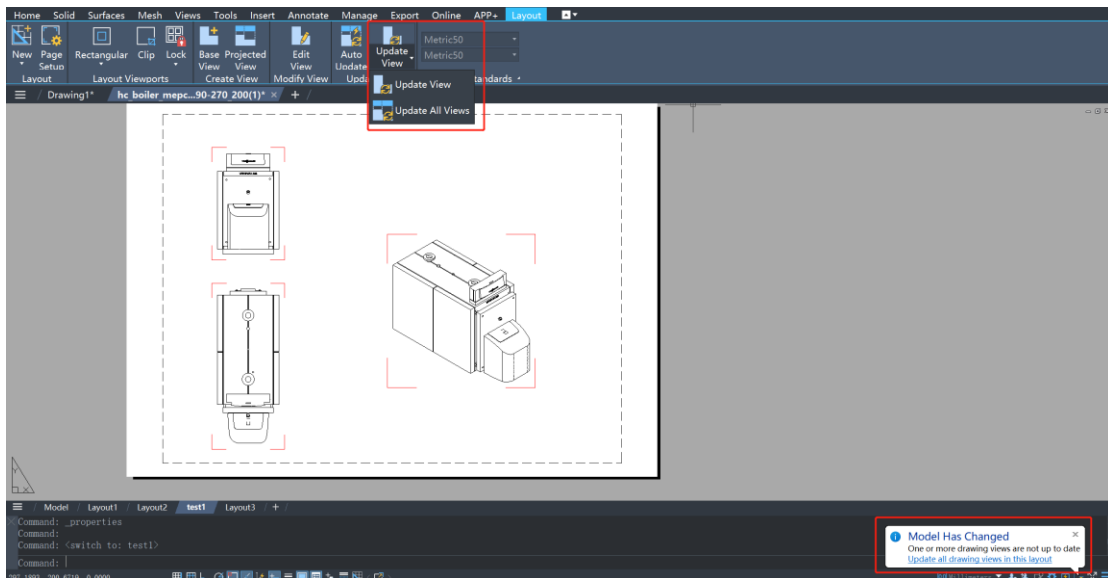 Home Solid Surfaces Mesh Views Tools Insert Annotate Manage Export Online APP+ Layout
New Page Setup Rectangular Clip Lock Base View Projected View Edit View Auto Update Update View
Metric50
Metric50
Layout Layout Viewports Create View Modify View Upda tandards
Update View
Update All Views
Drawing1* hc_boiler_mepc...90-270_200(1)* × +
Y
X
Model Layout1 Layout2 test1 Layout3 +
Command: _properties
Command:
Command: <switch to: test1>
Command:
Model Has Changed
One or more drawing views are not up to date
Update all drawing views in this layout